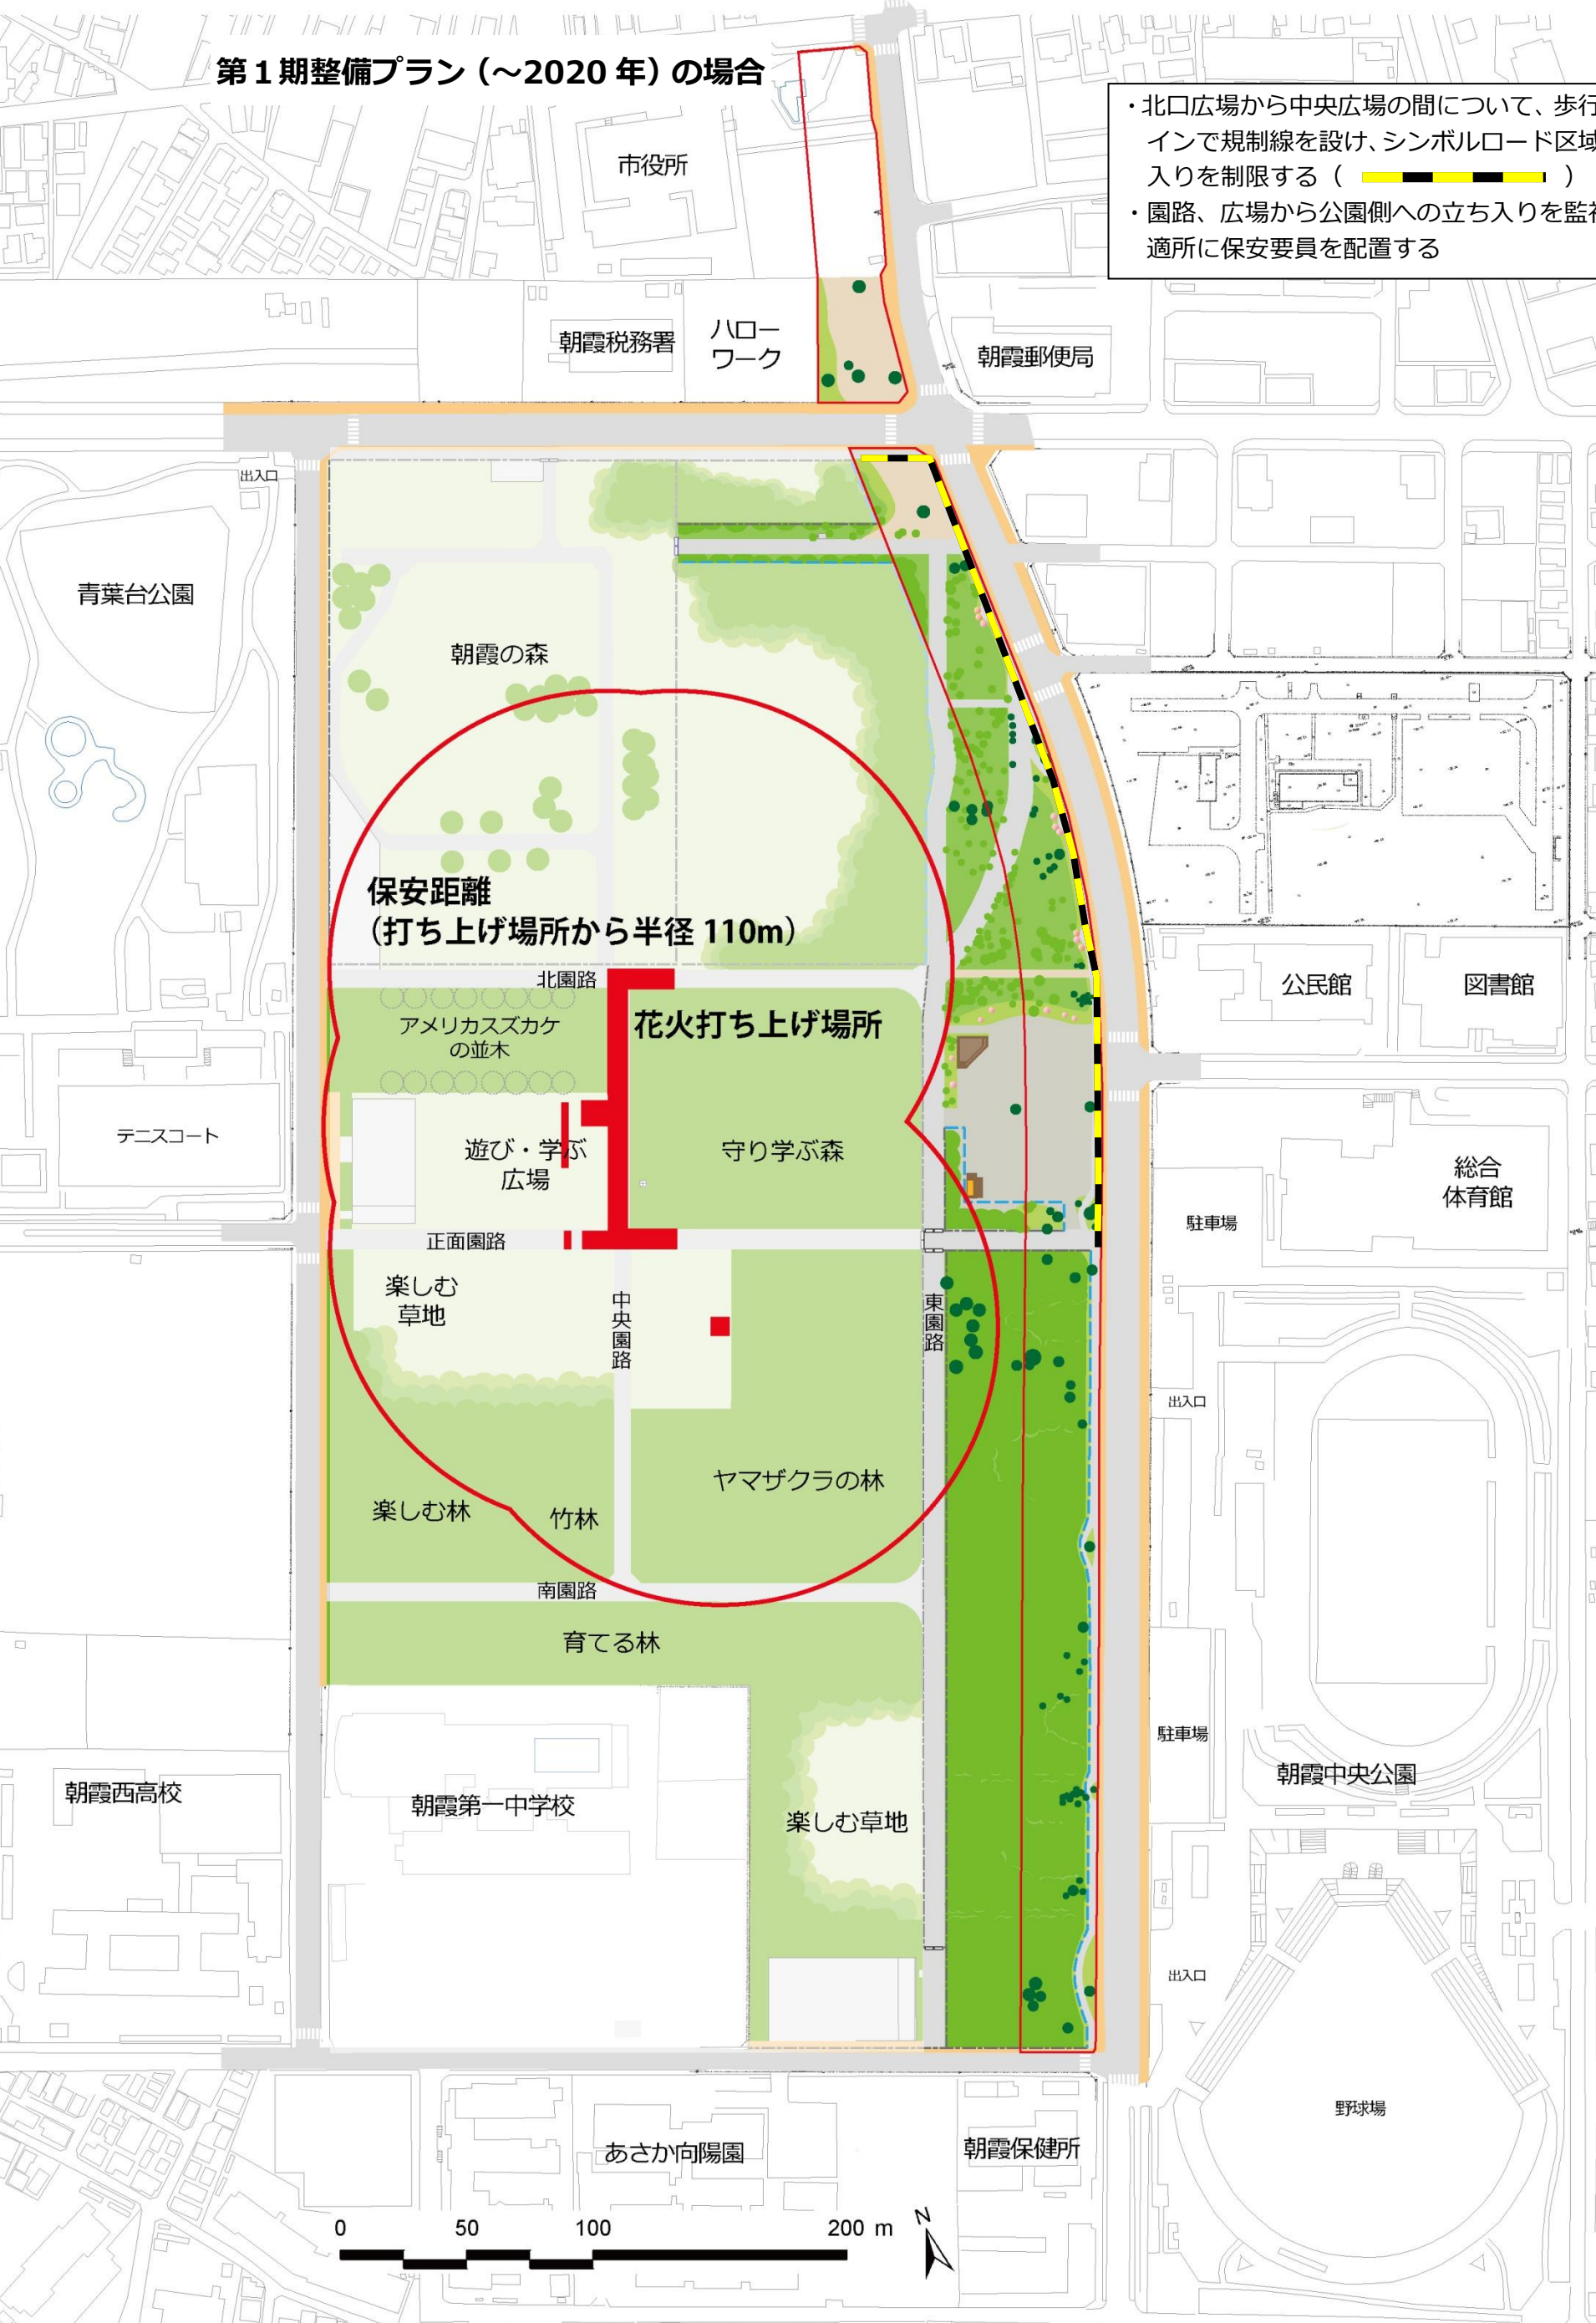 第１期整備プラン（～2020 年）の場合
・北口広場から中央広場の間について、歩行
インで規制線を設け、シンボルロード区域
入りを制限する（ ）
・園路、広場から公園側への立ち入りを監視
適所に保安要員を配置する
市役所
朝霞税務署
ハロー
ワーク
朝霞郵便局
出入口
青葉台公園
朝霞の森
保安距離
（打ち上げ場所から半径 110m）
北園路
アメリカスズカケ
の並木
花火打ち上げ場所
公民館
図書館
テニスコート
遊び・学ぶ
広場
守り学ぶ森
総合
体育館
駐車場
正面園路
楽しむ
草地
中央園路
東園路
出入口
ヤマザクラの林
楽しむ林
竹林
南園路
育てる林
駐車場
朝霞中央公園
朝霞西高校
朝霞第一中学校
楽しむ草地
出入口
野球場
あさか向陽園
朝霞保健所
0 50 100 200 m
N